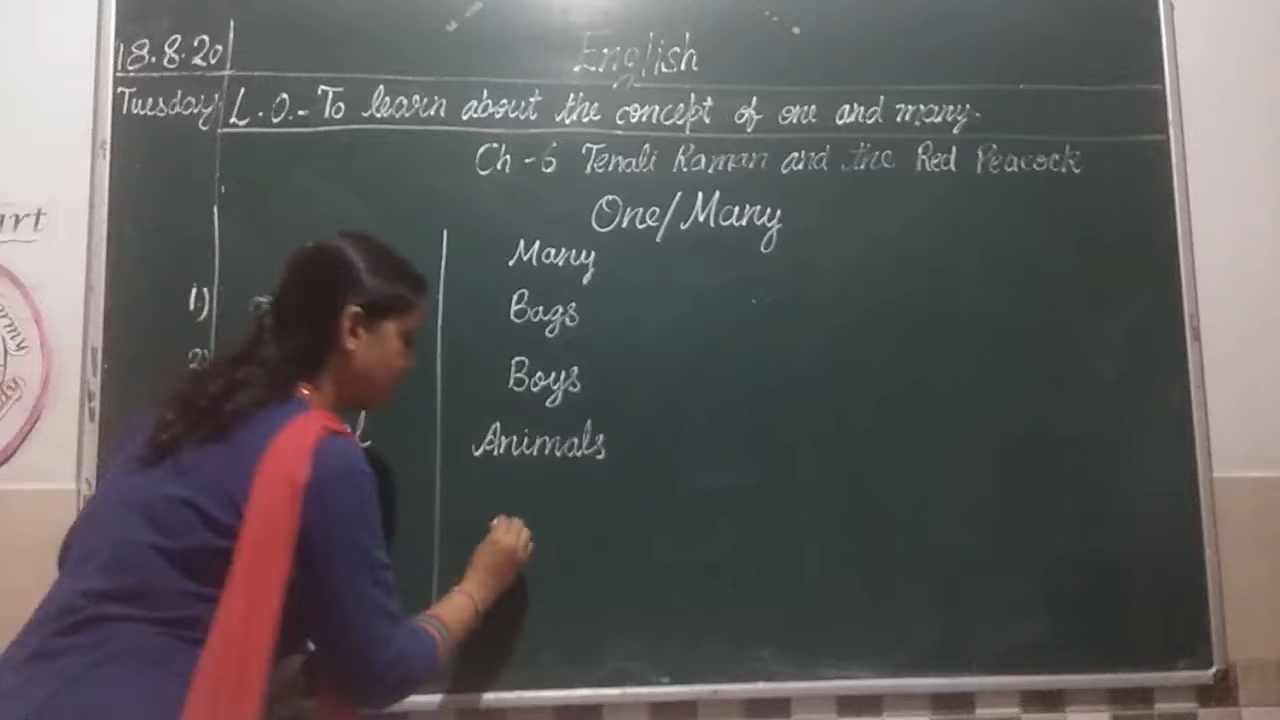 18.8.20 English
Tuesday L.O.- To learn about the concept of one and many.
Ch-6 Tenali Raman and the Red Peacock
One/Many
Many
1) Bags
2) Boys
Animals